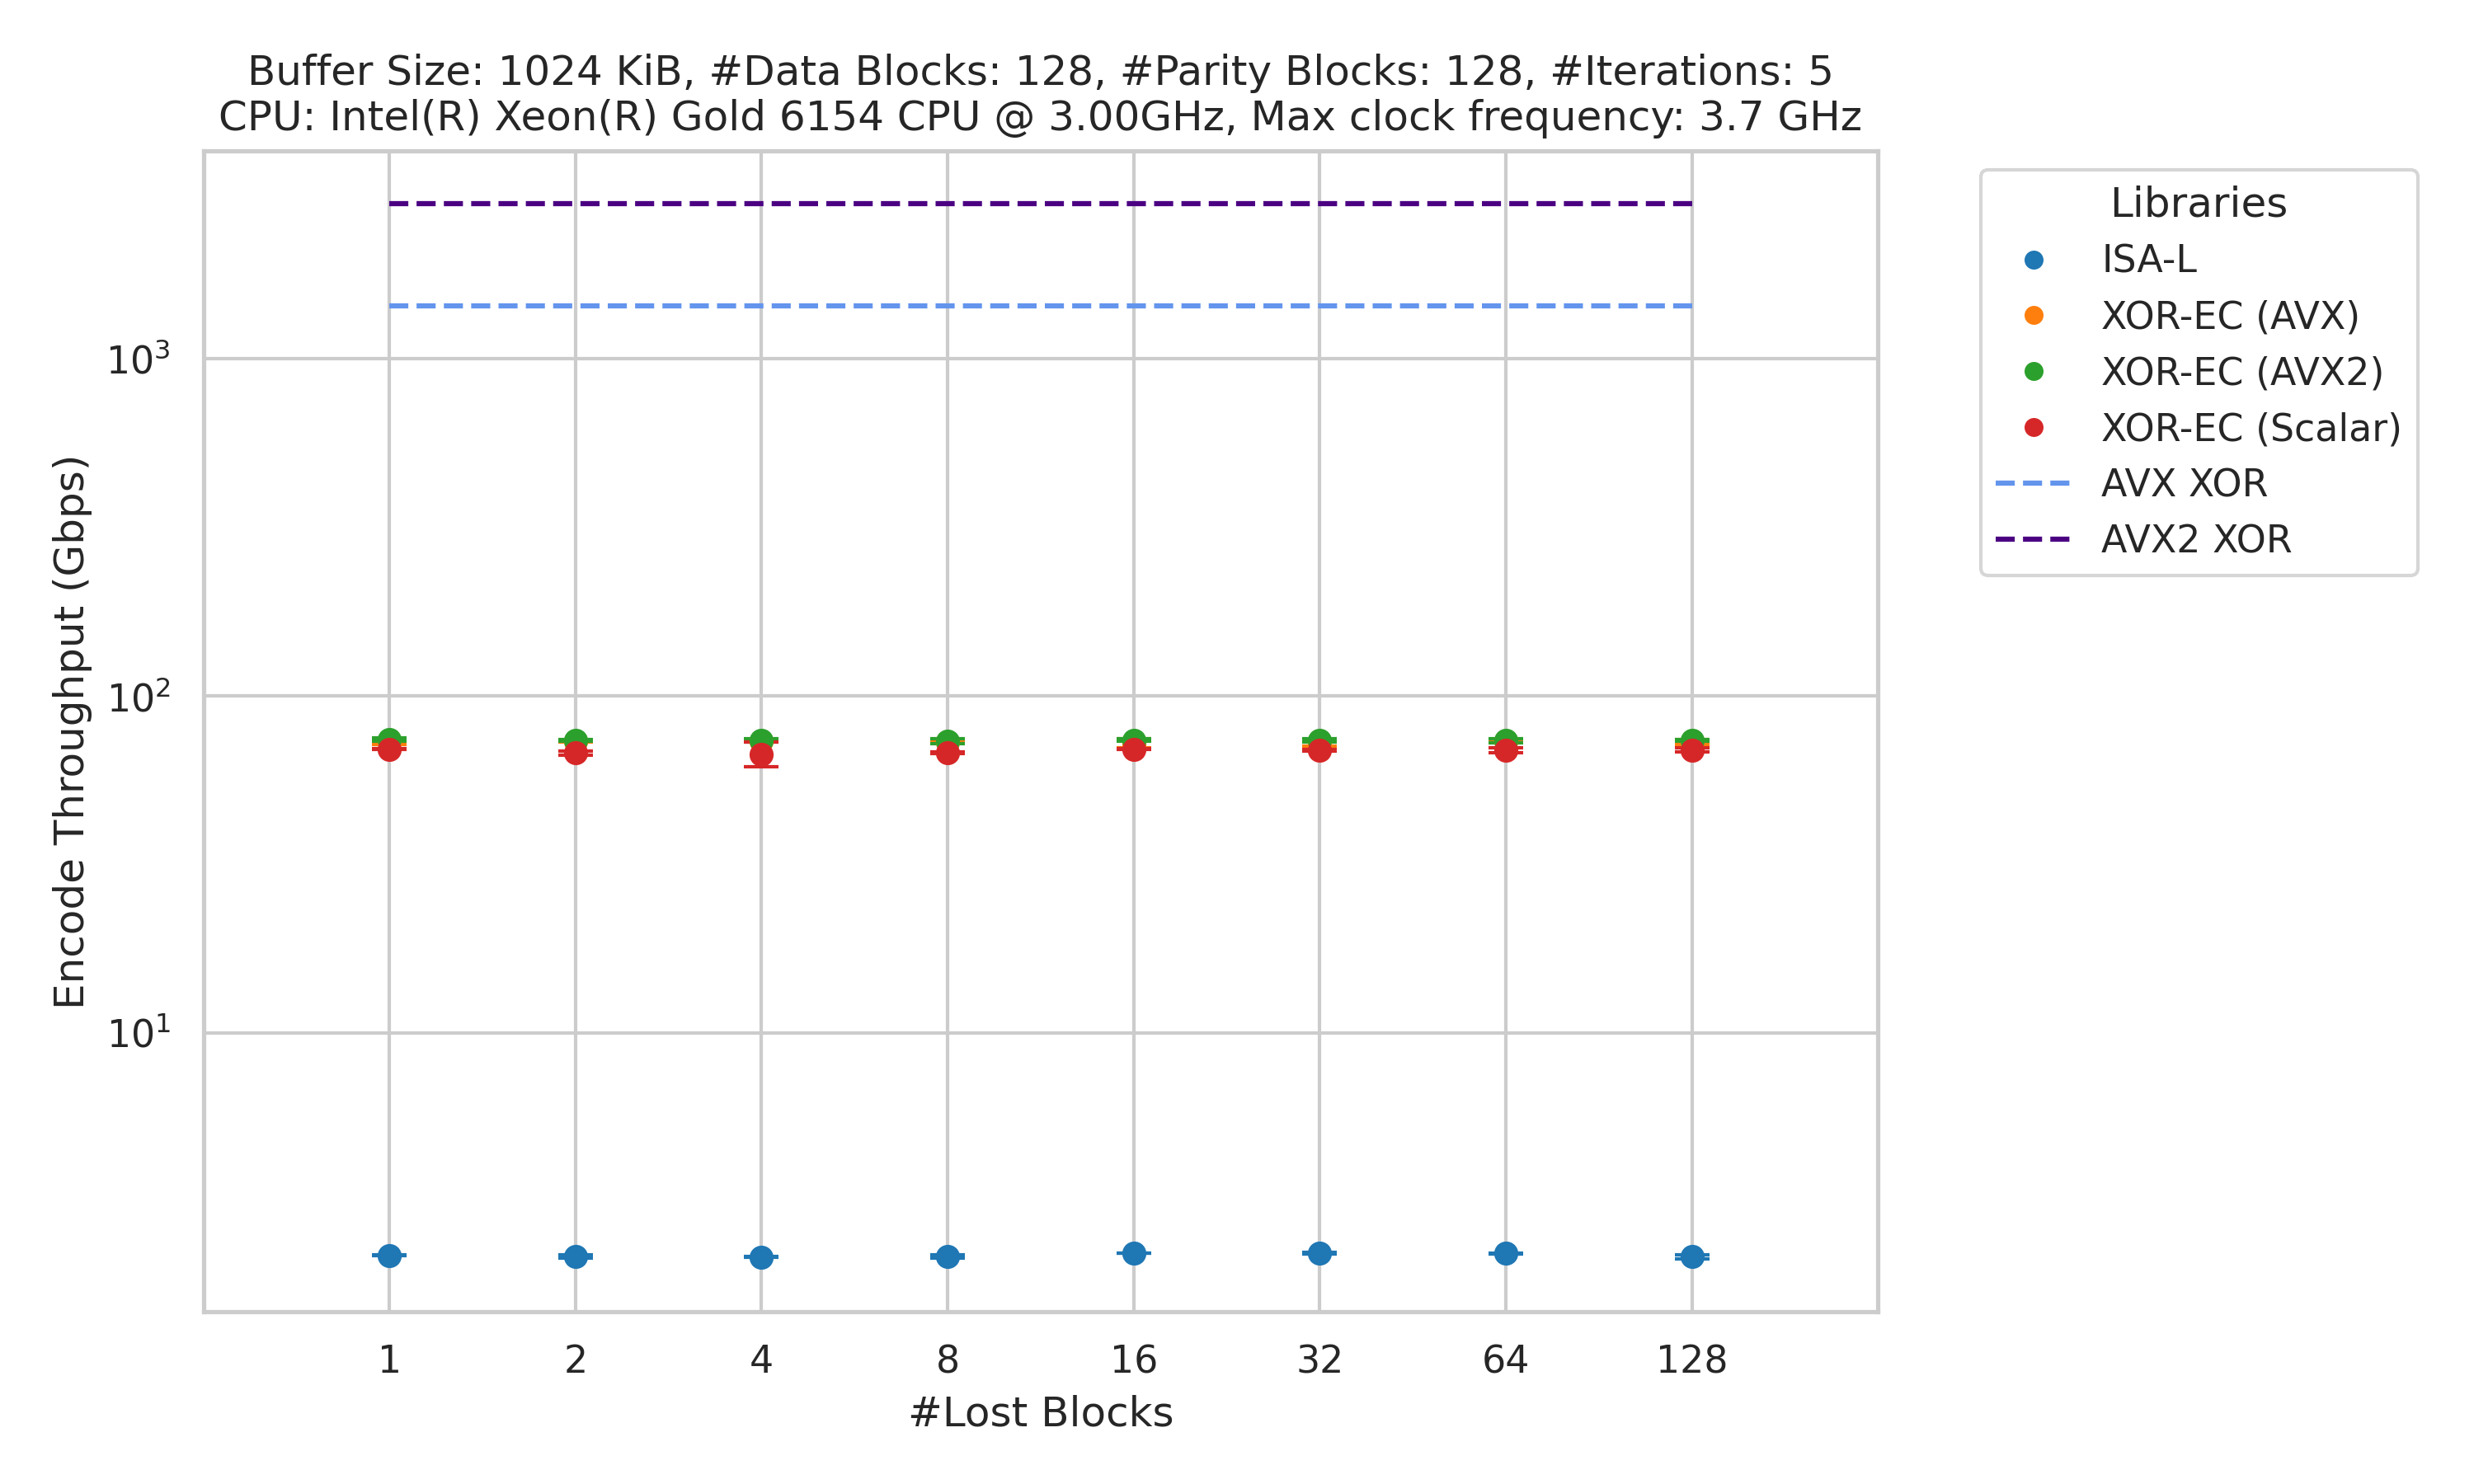 Buffer Size: 1024 KiB, #Data Blocks: 128, #Parity Blocks: 128, #Iterations: 5
CPU: Intel(R) Xeon(R) Gold 6154 CPU @ 3.00GHz, Max clock frequency: 3.7 GHz
Encode Throughput (Gbps)
10³
10²
10¹
1 2 4 8 16 32 64 128
#Lost Blocks
Libraries
ISA-L
XOR-EC (AVX)
XOR-EC (AVX2)
XOR-EC (Scalar)
AVX XOR
AVX2 XOR